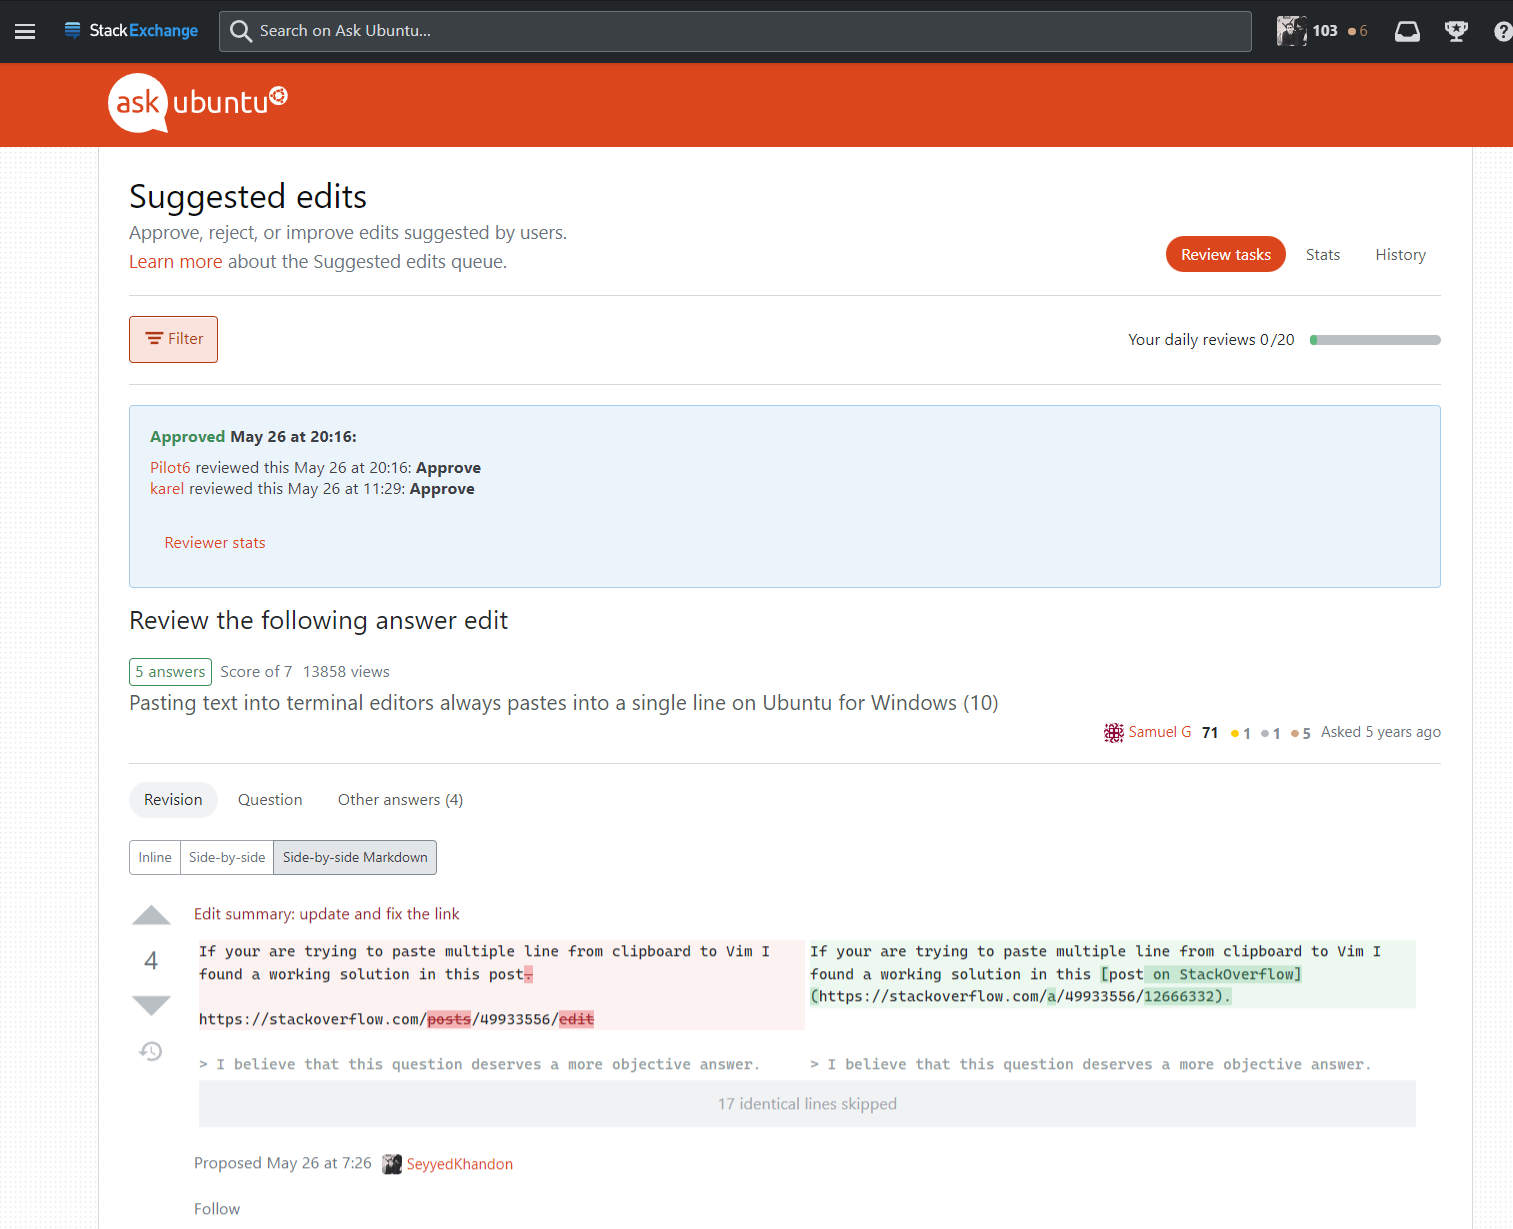 StackExchange Search on Ask Ubuntu... 103 6
ask ubuntu
Suggested edits
Approve, reject, or improve edits suggested by users.
Learn more about the Suggested edits queue.
Review tasks Stats History
Filter
Your daily reviews 0/20
Approved May 26 at 20:16:
Pilot6 reviewed this May 26 at 20:16: Approve
karel reviewed this May 26 at 11:29: Approve
Reviewer stats
Review the following answer edit
5 answers Score of 7 13858 views
Pasting text into terminal editors always pastes into a single line on Ubuntu for Windows (10)
Samuel G 71 1 1 5 Asked 5 years ago
Revision Question Other answers (4)
Inline Side-by-side Side-by-side Markdown
Edit summary: update and fix the link
4
If your are trying to paste multiple line from clipboard to Vim I
found a working solution in this post.
https://stackoverflow.com/posts/49933556/edit
> I believe that this question deserves a more objective answer.
If your are trying to paste multiple line from clipboard to Vim I
found a working solution in this [post on StackOverflow]
(https://stackoverflow.com/a/49933556/12666332).
> I believe that this question deserves a more objective answer.
17 identical lines skipped
Proposed May 26 at 7:26 SeyyedKhandon
Follow